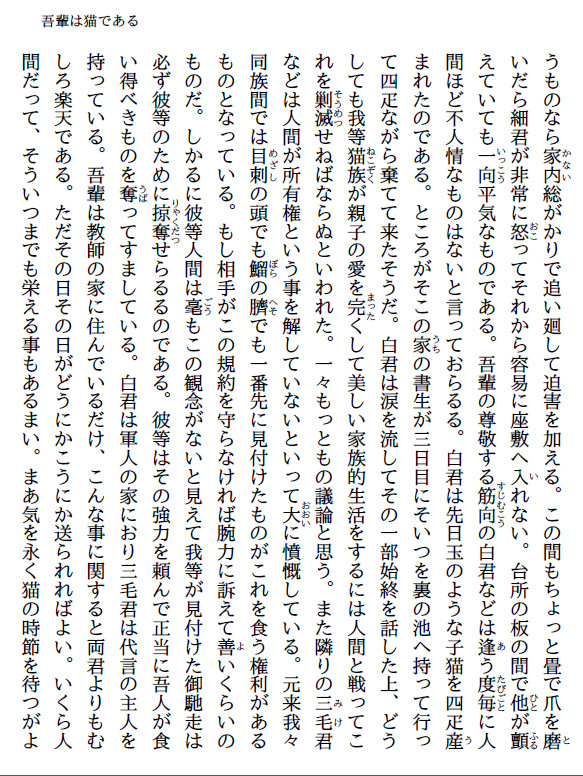 吾輩は猫である
うものなら家内総がかりで追い廻して迫害を加える。この間もちょっと畳で爪を磨
いだら細君が非常に怒ってそれから容易に座敷へ入れない。台所の板の間で他が顫
えていても一向平気なものである。吾輩の尊敬する筋向の白君などは逢う度毎に人
間ほど不人情なものはないと言っておらるる。白君は先日玉のような子猫を四疋産
まれたのである。ところがそこの家の書生が三日目にそいつを裏の池へ持って行っ
て四疋ながら棄てて来たそうだ。白君は涙を流してその一部始終を話した上、どう
しても我等猫族が親子の愛を完くして美しい家族的生活をするには人間と戦ってこ
れを剿滅せねばならぬといわれた。一々もっともの議論と思う。また隣りの三毛君
などは人間が所有権という事を解していないといって大に憤慨している。元来我々
同族間では目刺の頭でも鰡の臍でも一番先に見付けたものがこれを食う権利がある
ものとなっている。もし相手がこの規約を守らなければ腕力に訴えて善いくらいの
ものだ。しかるに彼等人間は毫もこの観念がないと見えて我等が見付けた御馳走は
必ず彼等のために掠奪せらるるのである。彼等はその強力を頼んで正当に吾人が食
い得べきものを奪ってすましている。白君は軍人の家におり三毛君は代言の主人を
持っている。吾輩は教師の家に住んでいるだけ、こんな事に関すると両君よりもむ
しろ楽天である。ただその日その日がどうにかこうにか送られればよい。いくら人
間だって、そういつまでも栄える事もあるまい。まあ気を永く猫の時節を待つがよ